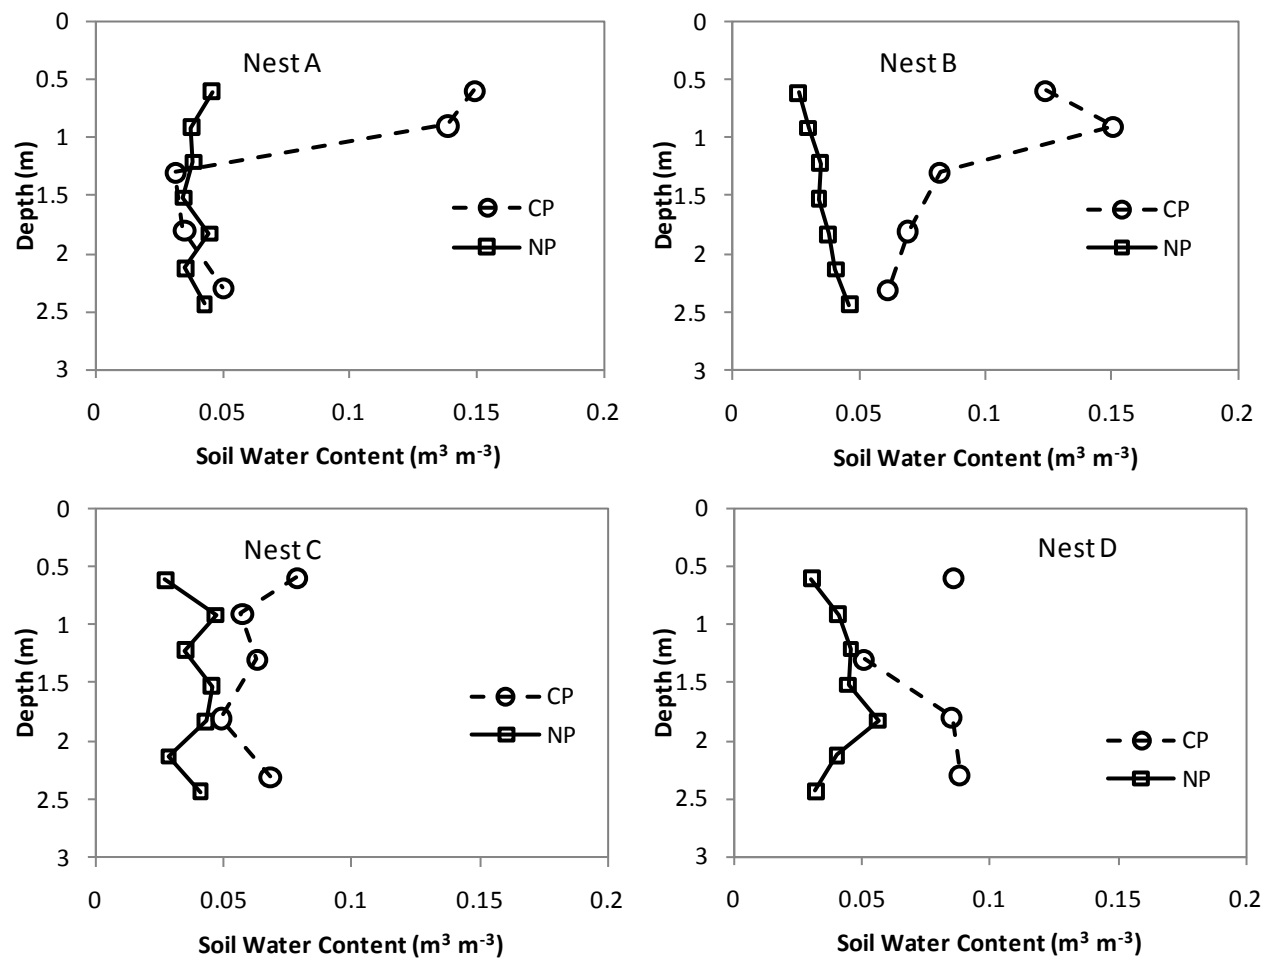 Nest A
0
0.5
1
1.5
2
2.5
3
Depth (m)
CP
NP
0 0.05 0.1 0.15 0.2
Soil Water Content (m³ m⁻³)
Nest B
0
0.5
1
1.5
2
2.5
3
Depth (m)
CP
NP
0 0.05 0.1 0.15 0.2
Soil Water Content (m³ m⁻³)
Nest C
0
0.5
1
1.5
2
2.5
3
Depth (m)
CP
NP
0 0.05 0.1 0.15 0.2
Soil Water Content (m³ m⁻³)
Nest D
0
0.5
1
1.5
2
2.5
3
Depth (m)
CP
NP
0 0.05 0.1 0.15 0.2
Soil Water Content (m³ m⁻³)